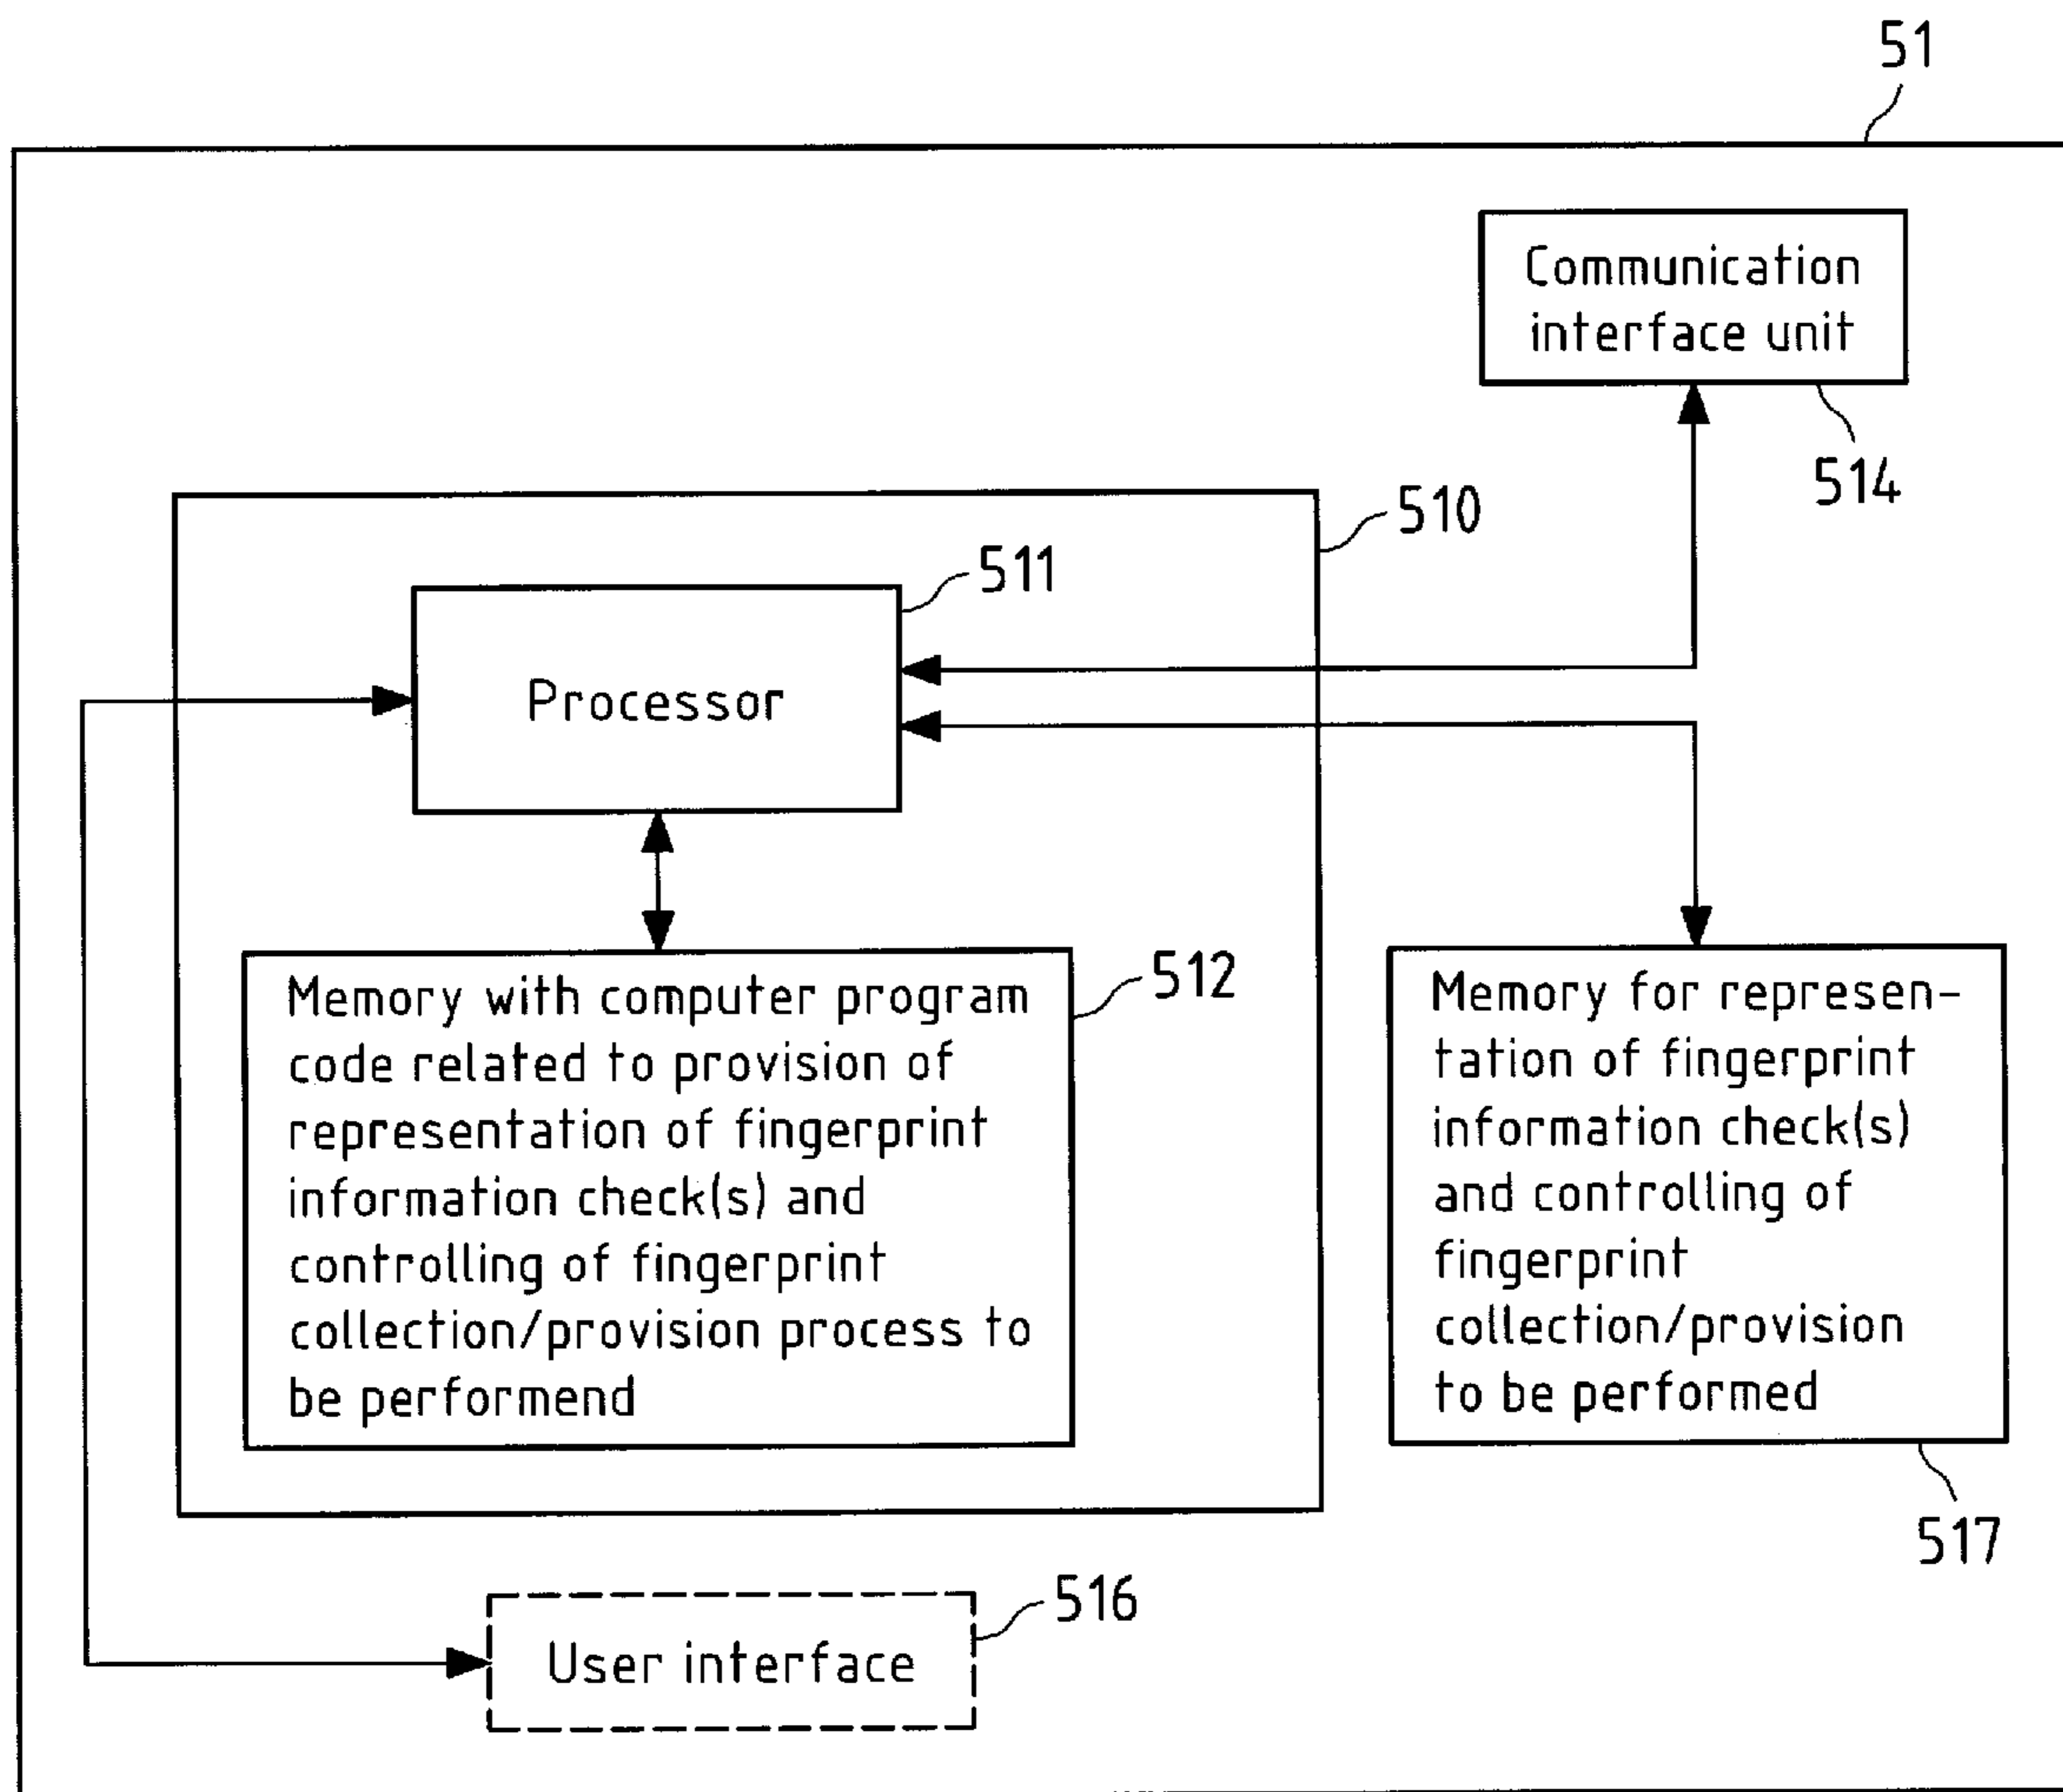 51
Communication
interface unit
514
510
511
Processor
512
Memory with computer program
code related to provision of
representation of fingerprint
information check(s) and
controlling of fingerprint
collection/provision process to
be performend
Memory for represen-
tation of fingerprint
information check(s)
and controlling of
fingerprint
collection/provision
to be performed
517
516
User interface